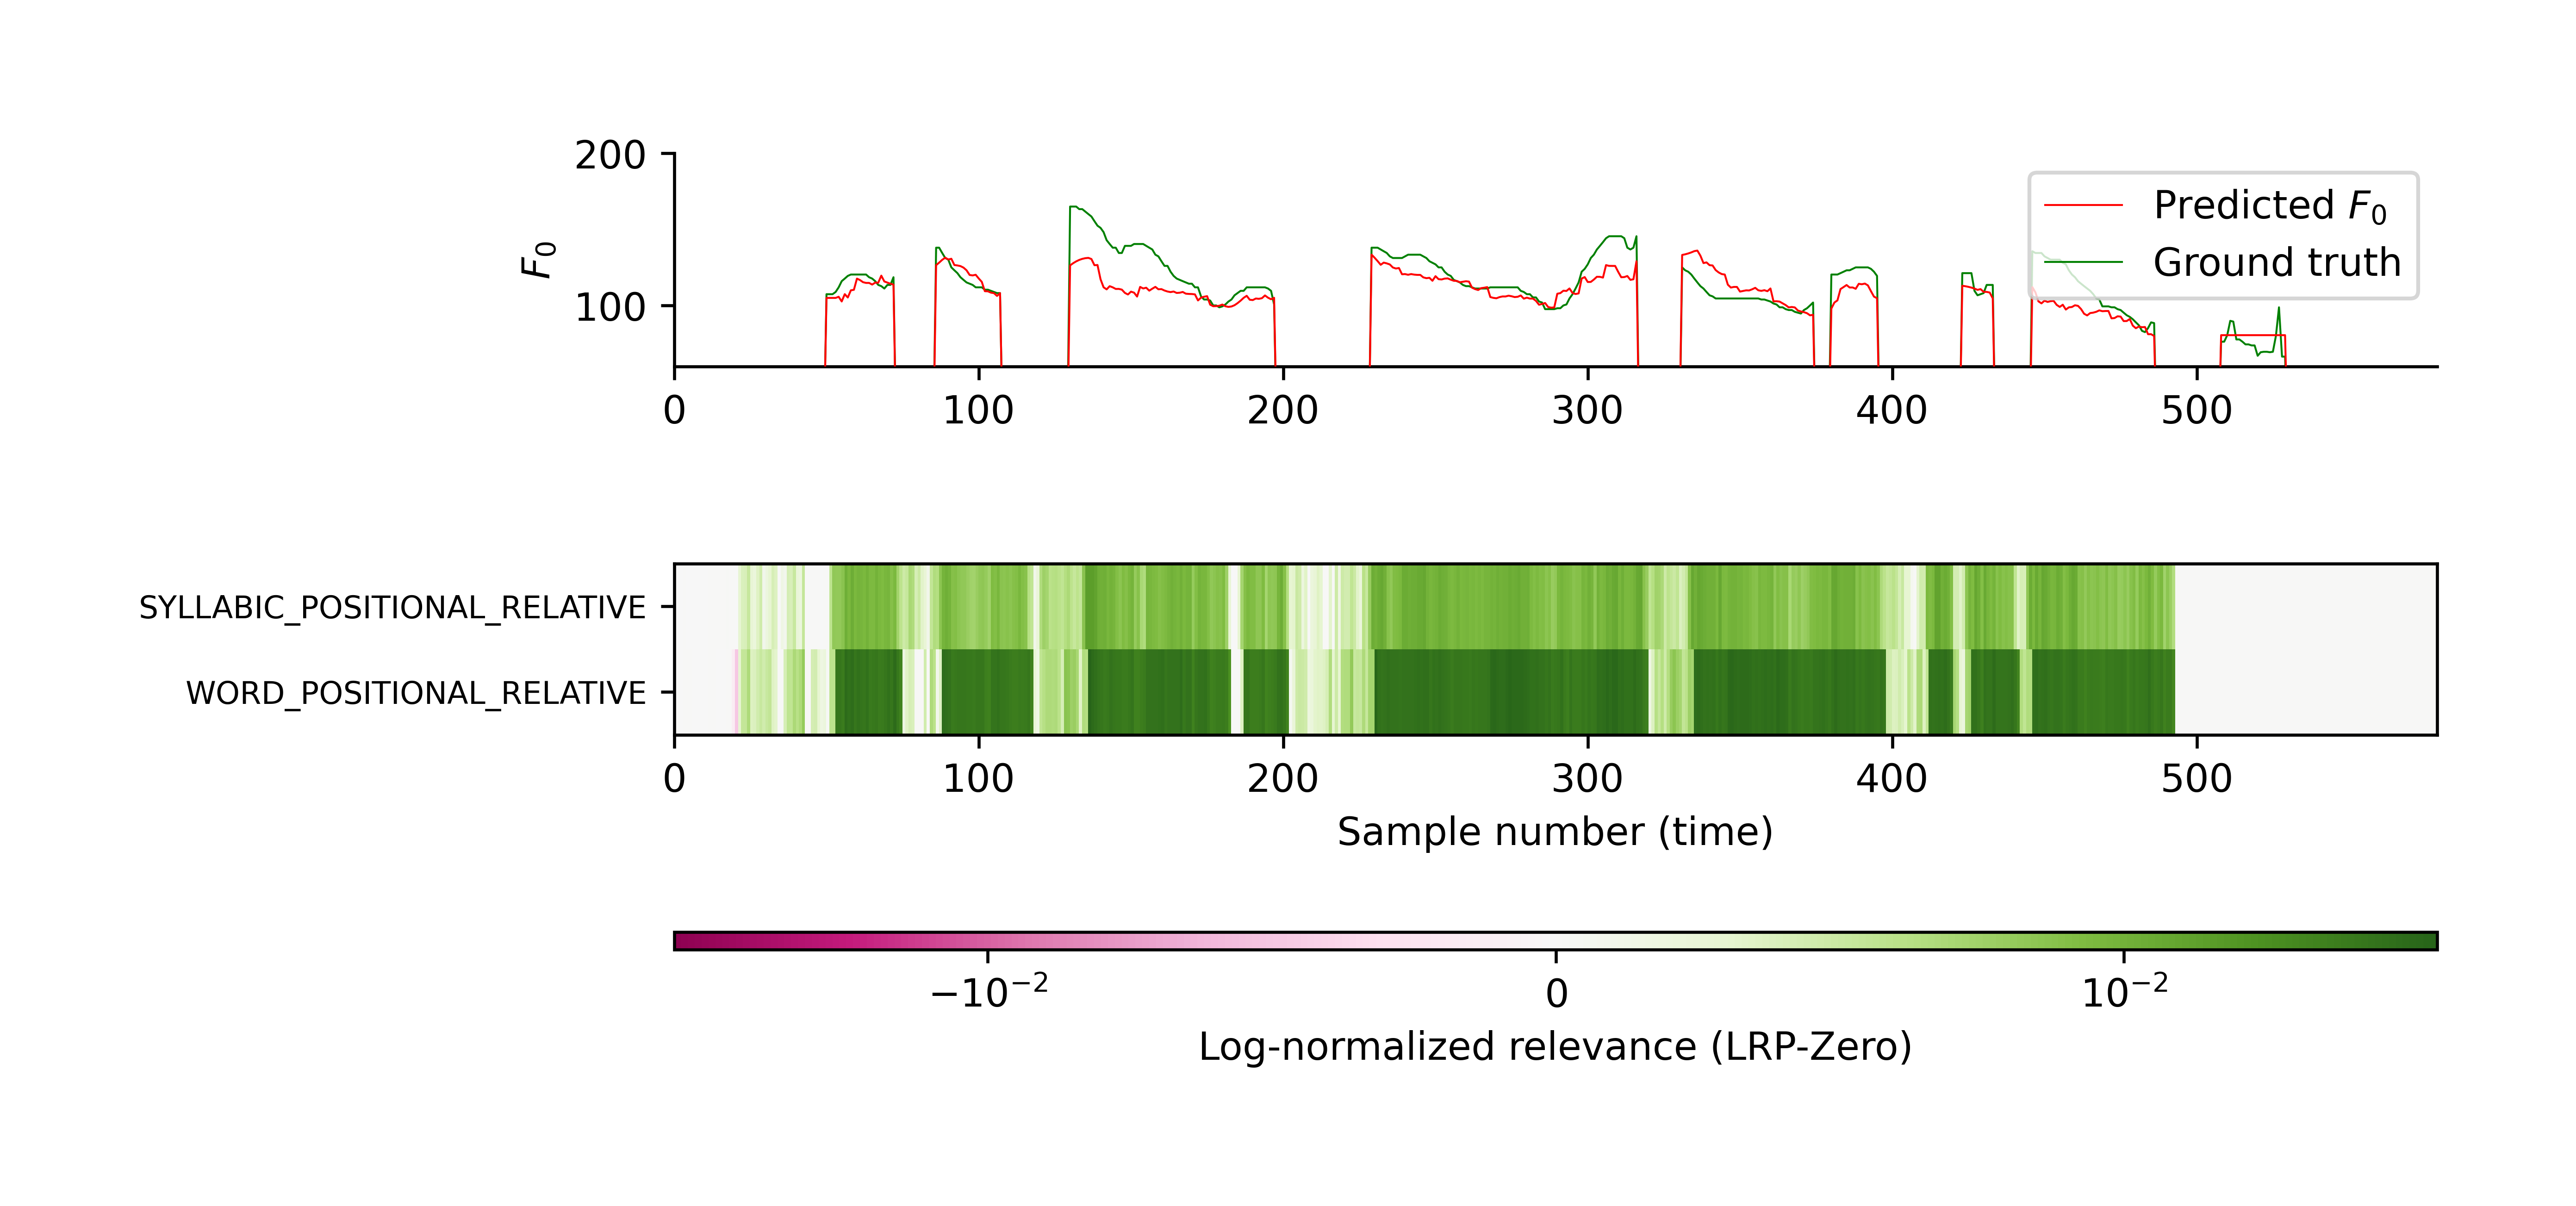 200
100
F₀
Predicted F₀
Ground truth
0 100 200 300 400 500
SYLLABIC_POSITIONAL_RELATIVE
WORD_POSITIONAL_RELATIVE
0 100 200 300 400 500
Sample number (time)
−10⁻² 0 10⁻²
Log-normalized relevance (LRP-Zero)